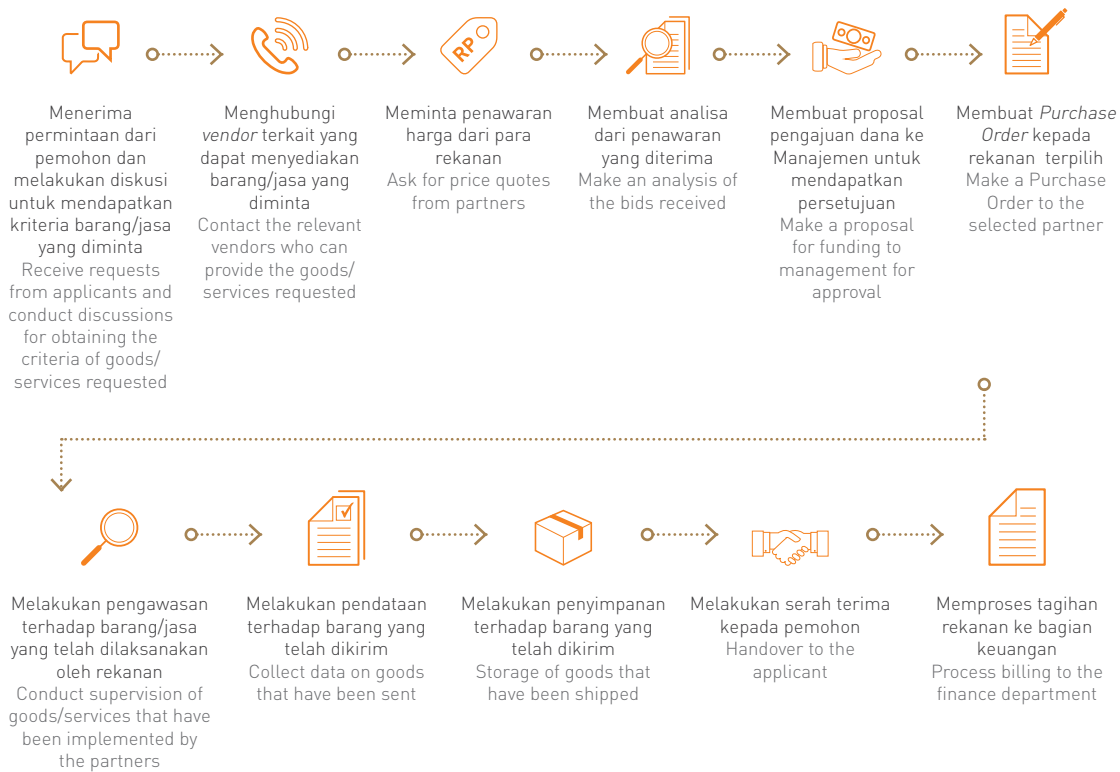 RP
Menerima
permintaan dari
pemohon dan
melakukan diskusi
untuk mendapatkan
kriteria barang/jasa
yang diminta
Receive requests
from applicants and
conduct discussions
for obtaining the
criteria of goods/
services requested
Menghubungi
vendor terkait yang
dapat menyediakan
barang/jasa yang
diminta
Contact the relevant
vendors who can
provide the goods/
services requested
Meminta penawaran
harga dari para
rekanan
Ask for price quotes
from partners
Membuat analisa
dari penawaran
yang diterima
Make an analysis of
the bids received
Membuat proposal
pengajuan dana ke
Manajemen untuk
mendapatkan
persetujuan
Make a proposal
for funding to
management for
approval
Membuat Purchase
Order kepada
rekanan terpilih
Make a Purchase
Order to the
selected partner
Melakukan pengawasan
terhadap barang/jasa
yang telah dilaksanakan
oleh rekanan
Conduct supervision of
goods/services that have
been implemented by
the partners
Melakukan pendataan
terhadap barang yang
telah dikirim
Collect data on goods
that have been sent
Melakukan penyimpanan
terhadap barang yang
telah dikirim
Storage of goods that
have been shipped
Melakukan serah terima
kepada pemohon
Handover to the
applicant
Memproses tagihan
rekanan ke bagian
keuangan
Process billing to the
finance department